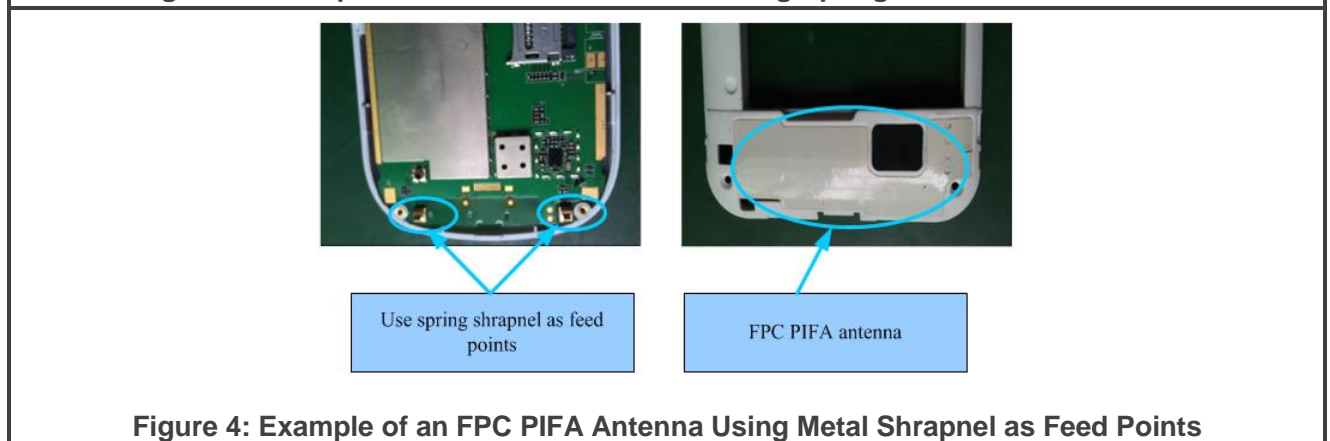 Use spring shrapnel as feed
points
FPC PIFA antenna
Figure 4: Example of an FPC PIFA Antenna Using Metal Shrapnel as Feed Points